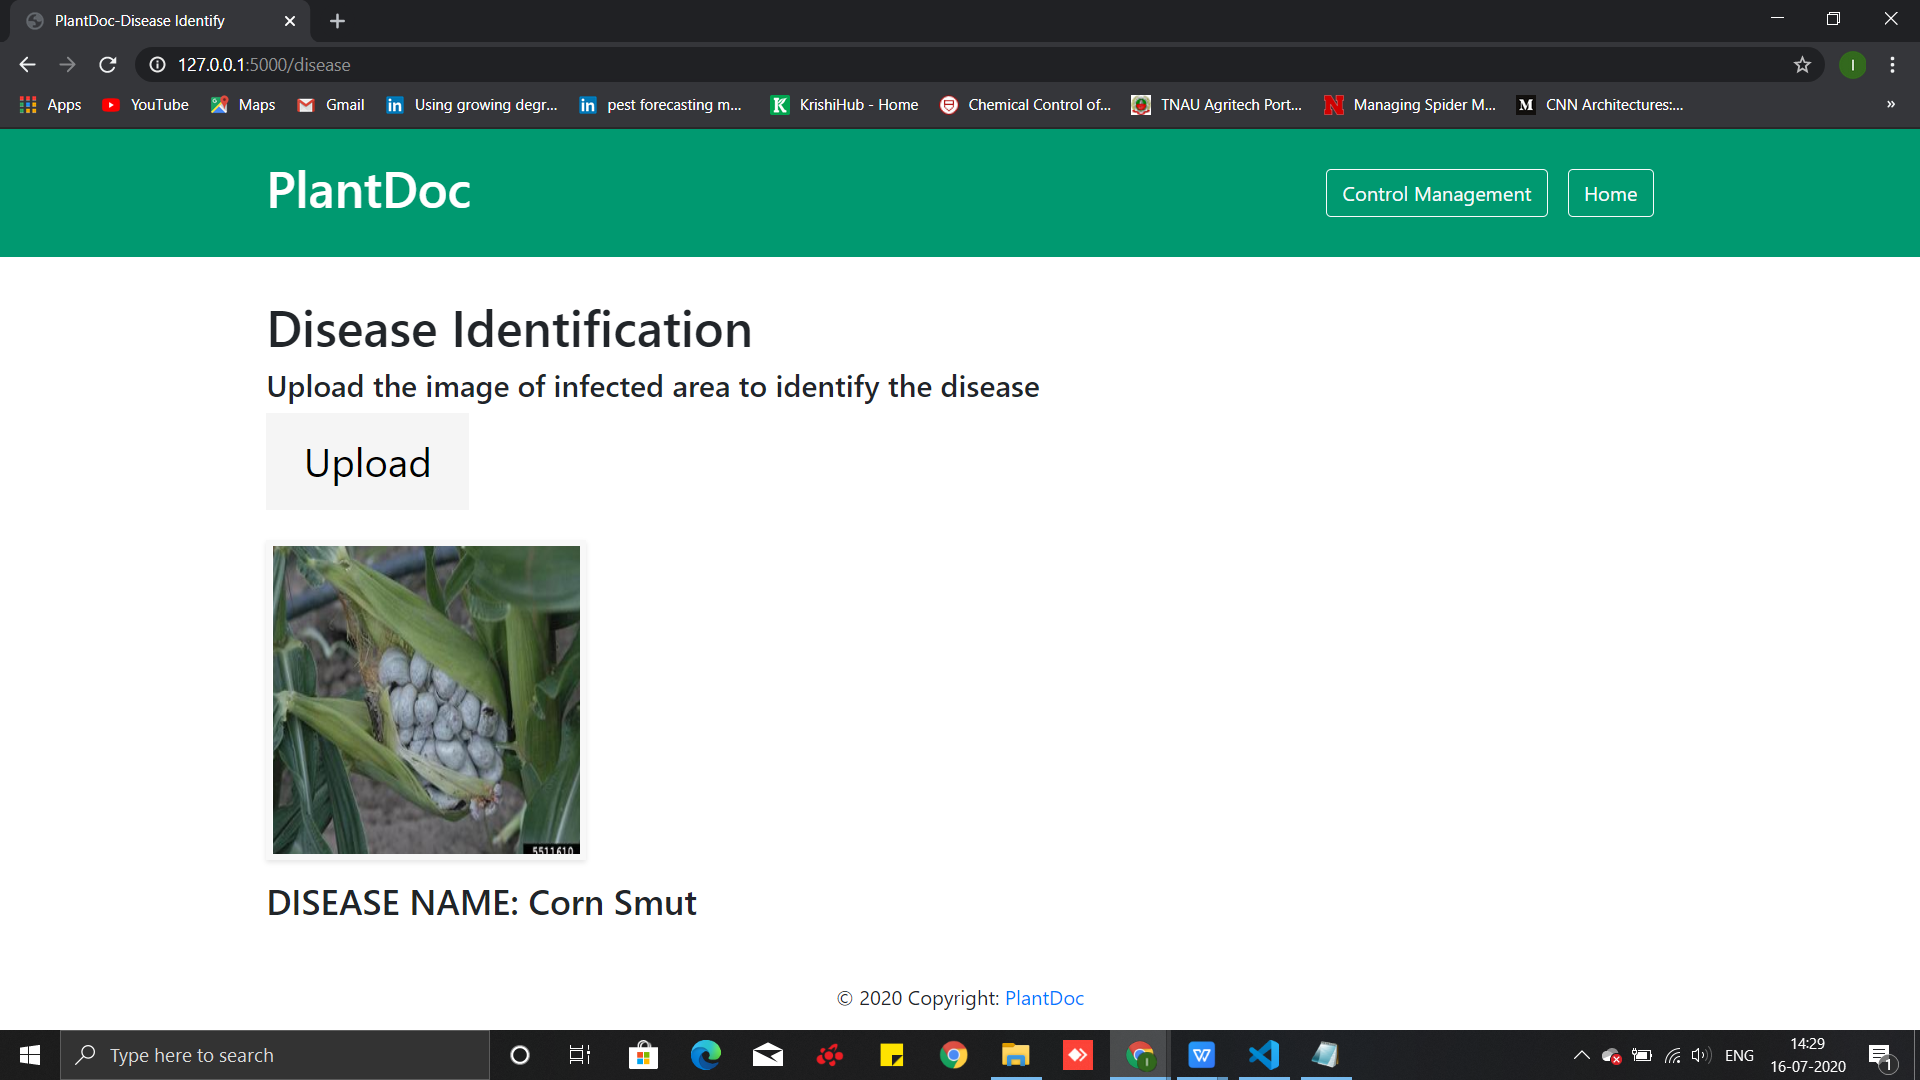 PlantDoc-Disease Identify
127.0.0.1:5000/disease
Apps YouTube Maps Gmail Using growing degr... pest forecasting m... KrishiHub - Home Chemical Control of... TNAU Agritech Port... Managing Spider M... CNN Architectures:... »
PlantDoc
Control Management Home
Disease Identification
Upload the image of infected area to identify the disease
Upload
5511610
DISEASE NAME: Corn Smut
© 2020 Copyright: PlantDoc
Type here to search
ENG
14:29
16-07-2020
1